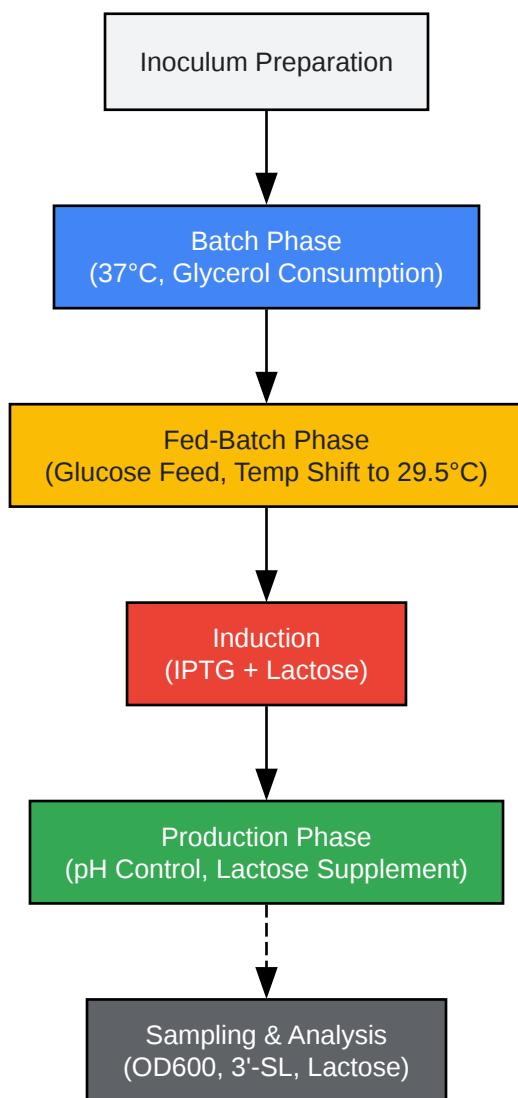 Inoculum Preparation
Batch Phase
(37°C, Glycerol Consumption)
Fed-Batch Phase
(Glucose Feed, Temp Shift to 29.5°C)
Induction
(IPTG + Lactose)
Production Phase
(pH Control, Lactose Supplement)
Sampling & Analysis
(OD600, 3'-SL, Lactose)